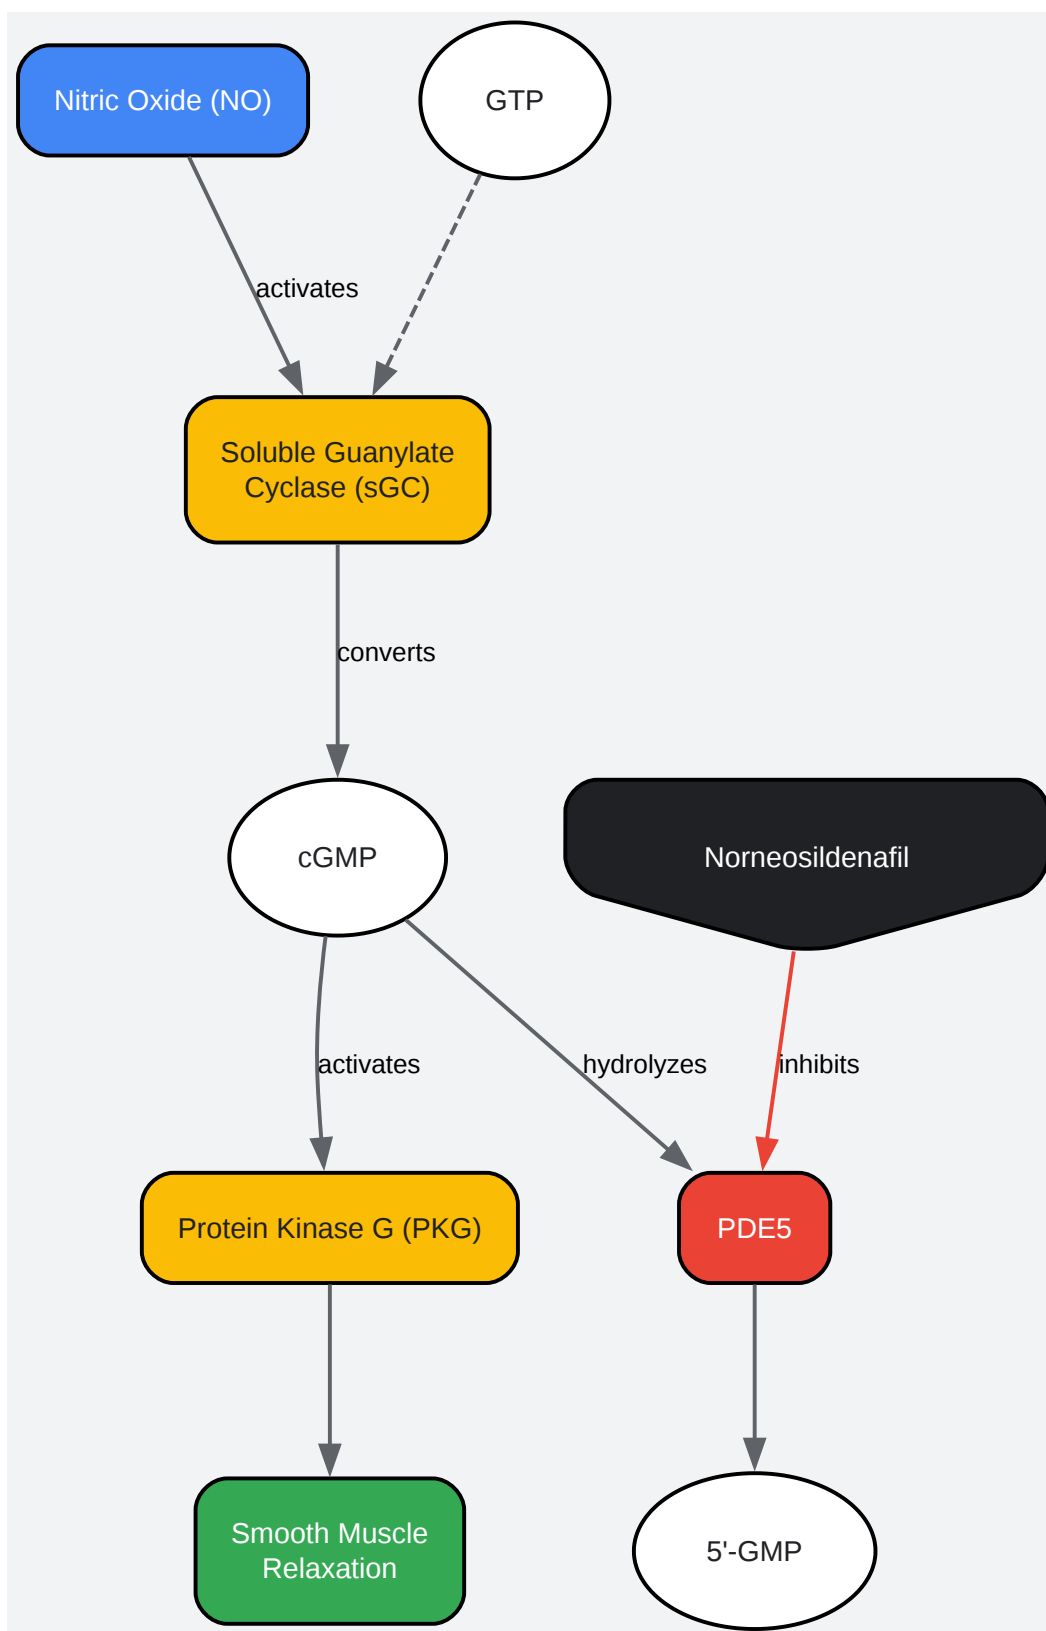 Nitric Oxide (NO)
GTP
activates
Soluble Guanylate
Cyclase (sGC)
converts
cGMP
Norneosildenafil
activates
hydrolyzes
inhibits
Protein Kinase G (PKG)
PDE5
Smooth Muscle
Relaxation
5'-GMP